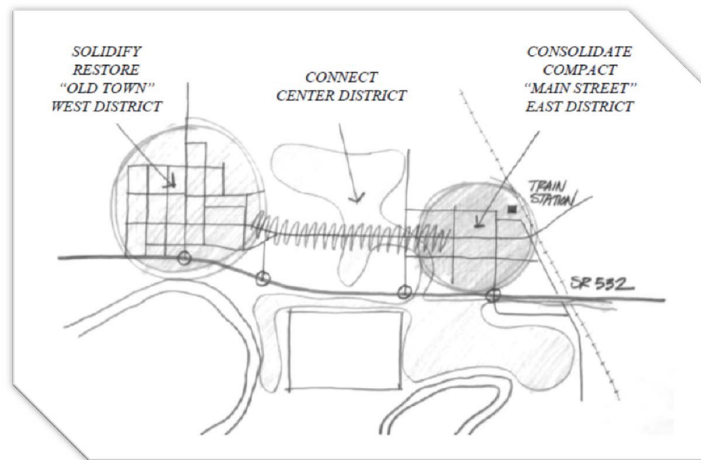 SOLIDIFY
RESTORE
"OLD TOWN"
WEST DISTRICT
CONNECT
CENTER DISTRICT
CONSOLIDATE
COMPACT
"MAIN STREET"
EAST DISTRICT
TRAIN
STATION
SR 532